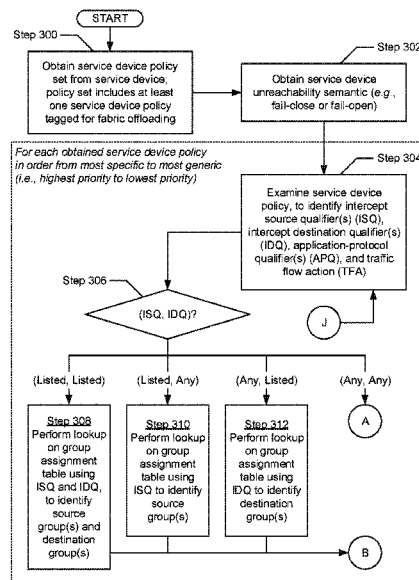 START
Step 300
Obtain service device policy
set from service device;
policy set includes at least
one service device policy
tagged for fabric offloading
Step 302
Obtain service device
unreachability semantic (e.g.,
fail-close or fail-open)
For each obtained service device policy
in order from most specific to most generic
(i.e., highest priority to lowest priority)
Step 304
Examine service device
policy, to identify intercept
source qualifier(s) (ISQ),
intercept destination qualifier(s)
(IDQ), application-protocol
qualifier(s) (APQ), and traffic
flow action (TFA)
Step 306
(ISQ, IDQ)?
J
(Listed, Listed)
(Listed, Any)
(Any, Listed)
(Any, Any)
Step 308
Perform lookup
on group
assignment
table using
ISQ and IDQ,
to identify
source
group(s) and
destination
group(s)
Step 310
Perform lookup
on group
assignment
table using
ISQ to identify
source
group(s)
Step 312
Perform lookup
on group
assignment
table using
IDQ to identify
destination
group(s)
A
B